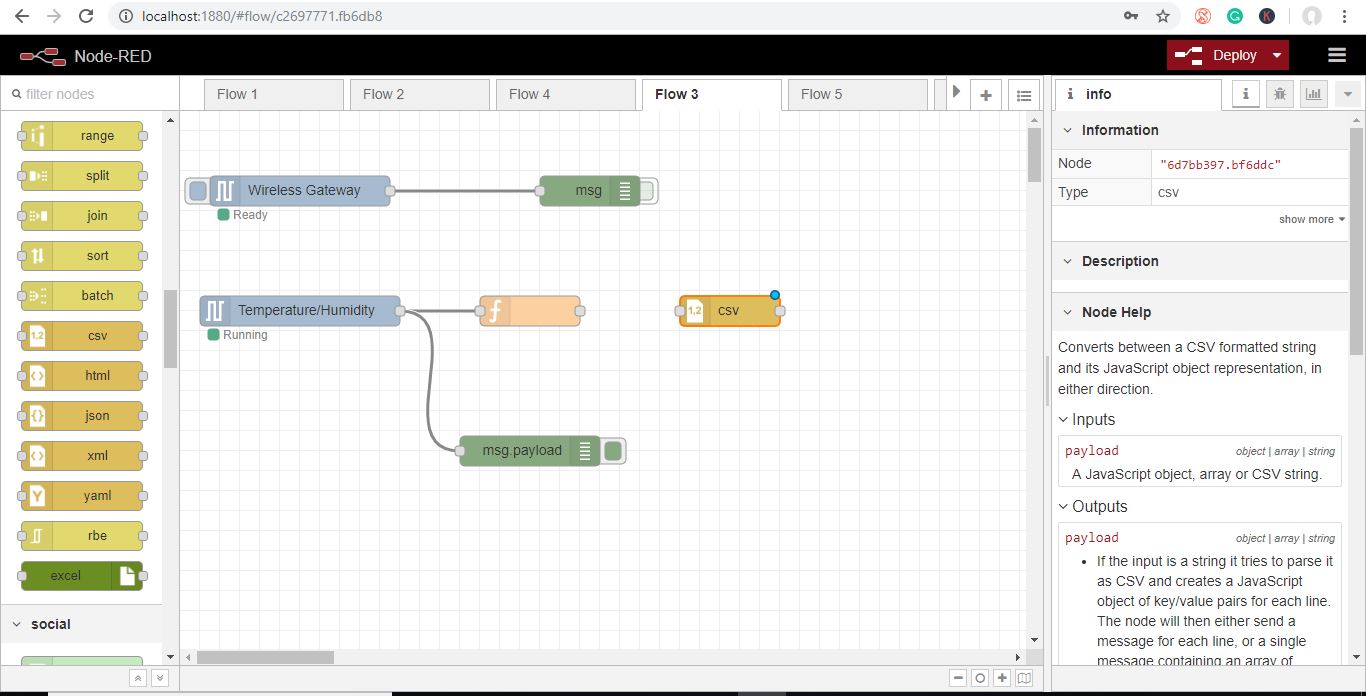 localhost:1880/#flow/c2697771.fb6db8
Node-RED
Deploy
filter nodes
Flow 1
Flow 2
Flow 4
Flow 3
Flow 5
i info
i
range
split
join
sort
batch
1,2 csv
html
json
xml
yaml
rbe
excel
social
Wireless Gateway
msg
Ready
Temperature/Humidity
f
1,2 csv
Running
msg.payload
Information
Node "6d7bb397.bf6ddc"
Type csv
show more
Description
Node Help
Converts between a CSV formatted string
and its JavaScript object representation, in
either direction.
Inputs
payload object | array | string
A JavaScript object, array or CSV string.
Outputs
payload object | array | string
• If the input is a string it tries to parse it
as CSV and creates a JavaScript
object of key/value pairs for each line.
The node will then either send a
message for each line, or a single
message containing an array of